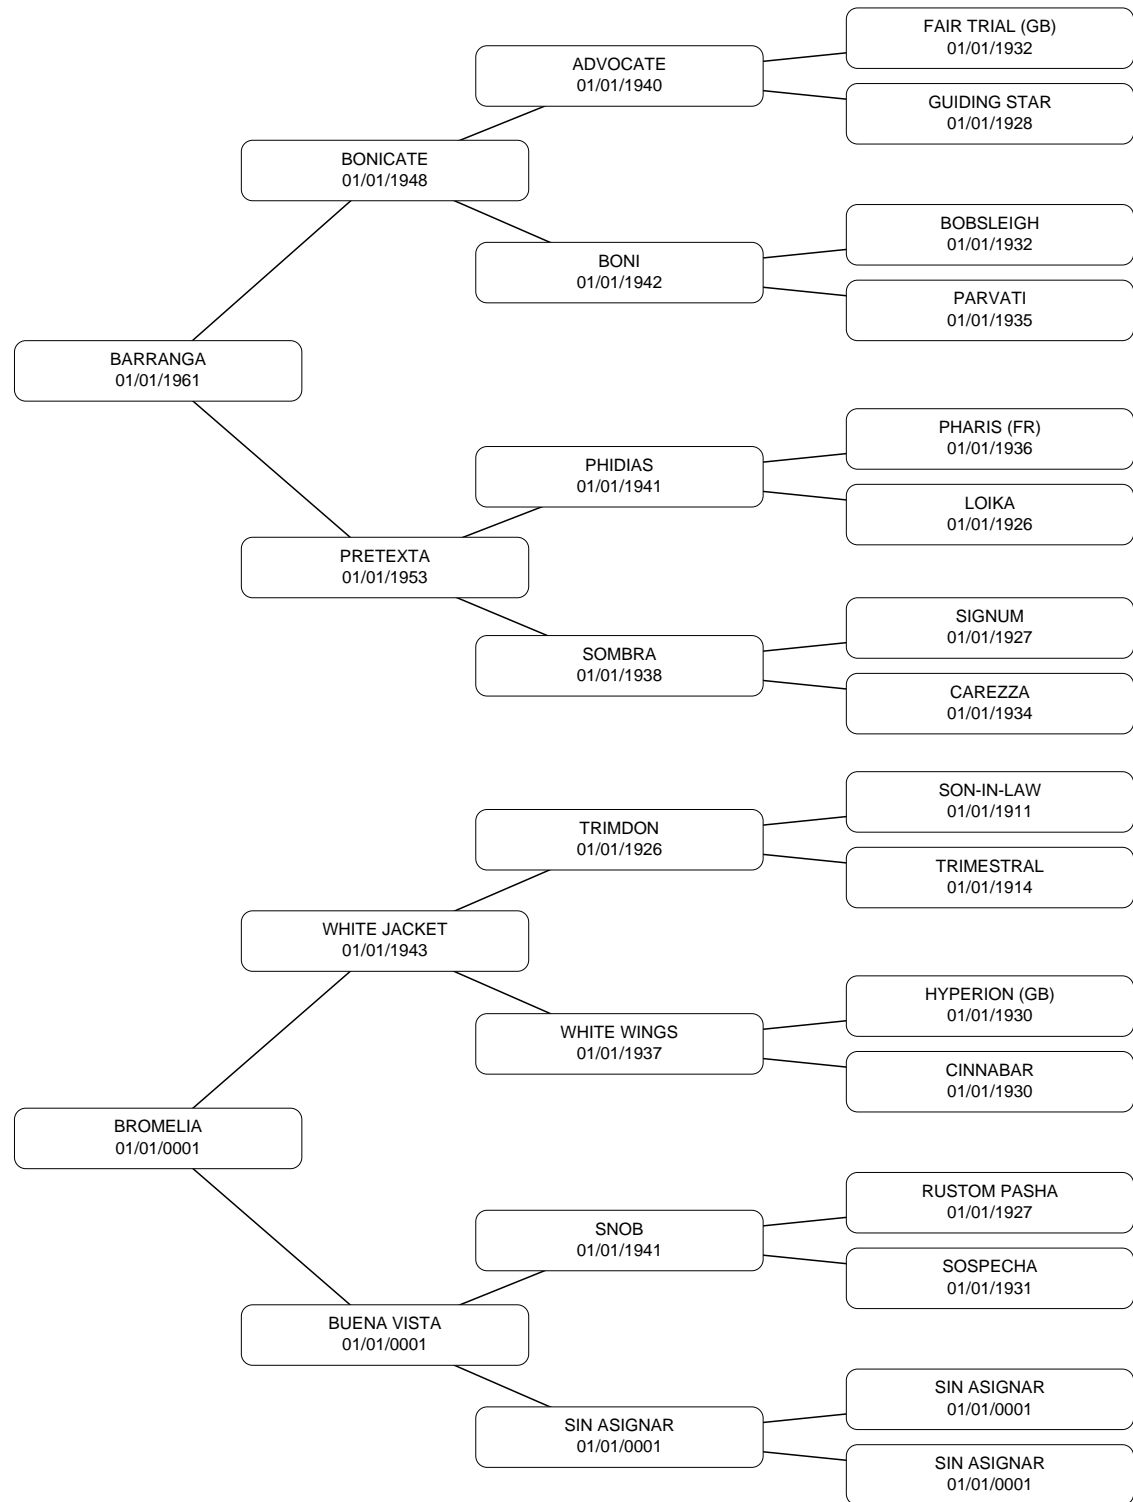 FAIR TRIAL (GB)
01/01/1932
ADVOCATE
01/01/1940
GUIDING STAR
01/01/1928
BONICATE
01/01/1948
BOBSLEIGH
01/01/1932
BONI
01/01/1942
PARVATI
01/01/1935
BARRANGA
01/01/1961
PHARIS (FR)
01/01/1936
PHIDIAS
01/01/1941
LOIKA
01/01/1926
PRETEXTA
01/01/1953
SIGNUM
01/01/1927
SOMBRA
01/01/1938
CAREZZA
01/01/1934
SON-IN-LAW
01/01/1911
TRIMDON
01/01/1926
TRIMESTRAL
01/01/1914
WHITE JACKET
01/01/1943
HYPERION (GB)
01/01/1930
WHITE WINGS
01/01/1937
CINNABAR
01/01/1930
BROMELIA
01/01/0001
RUSTOM PASHA
01/01/1927
SNOB
01/01/1941
SOSPECHA
01/01/1931
BUENA VISTA
01/01/0001
SIN ASIGNAR
01/01/0001
SIN ASIGNAR
01/01/0001
SIN ASIGNAR
01/01/0001